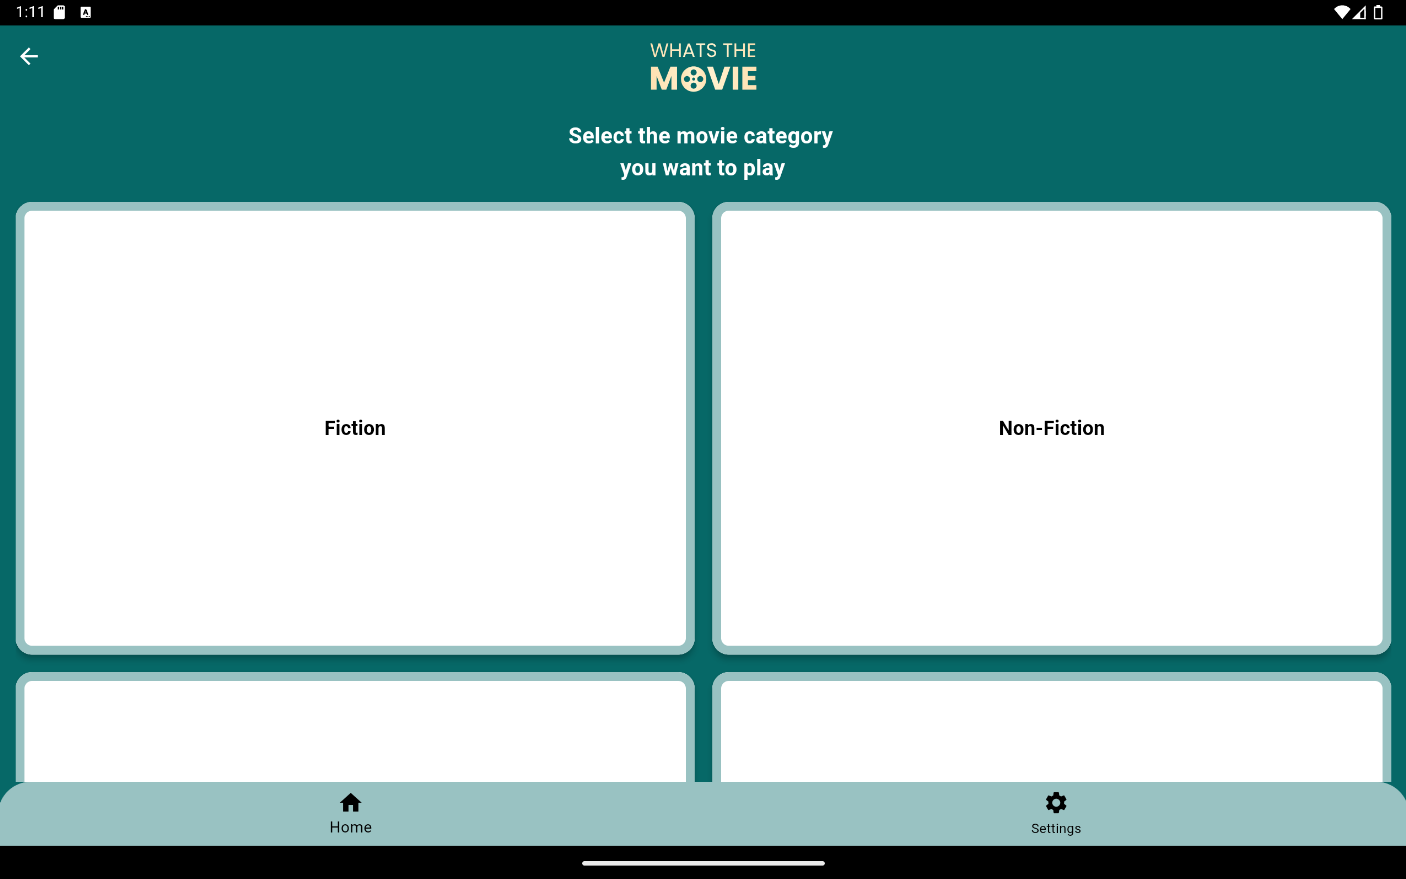 1:11
WHATS THE
MOVIE
Select the movie category
you want to play
Fiction
Non-Fiction
Home
Settings